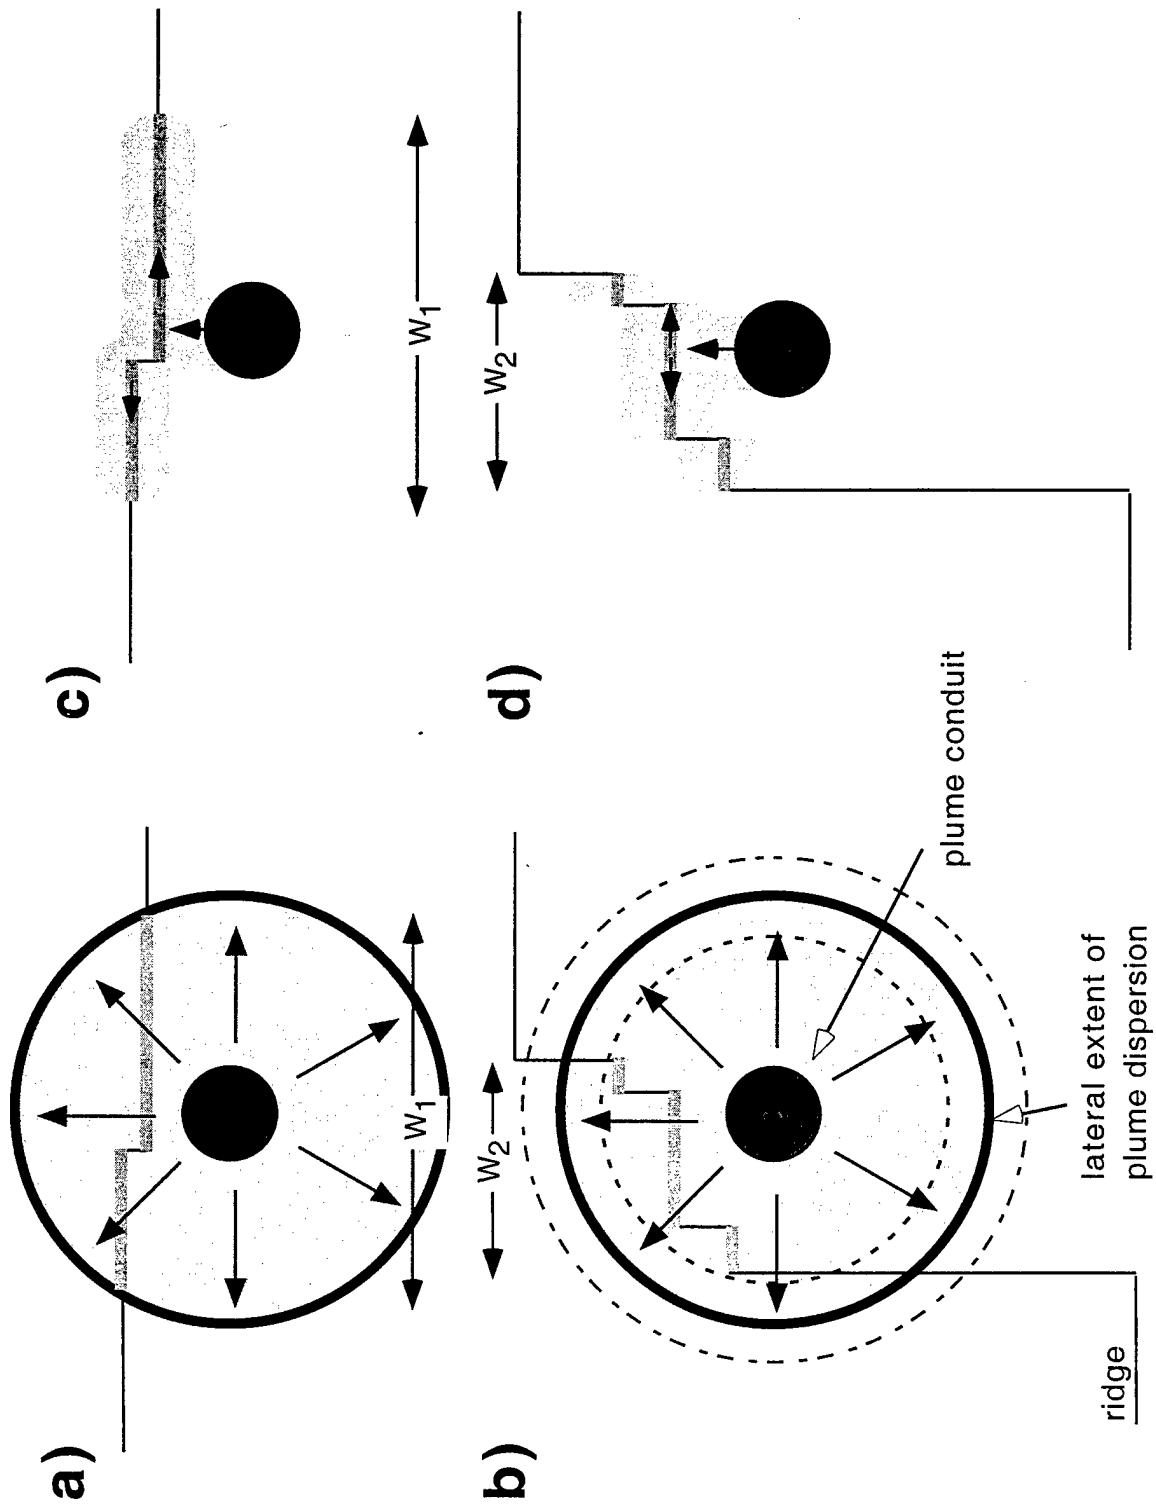 a)
W1
b)
W2
ridge
lateral extent of
plume dispersion
plume conduit
c)
W1
d)
W2